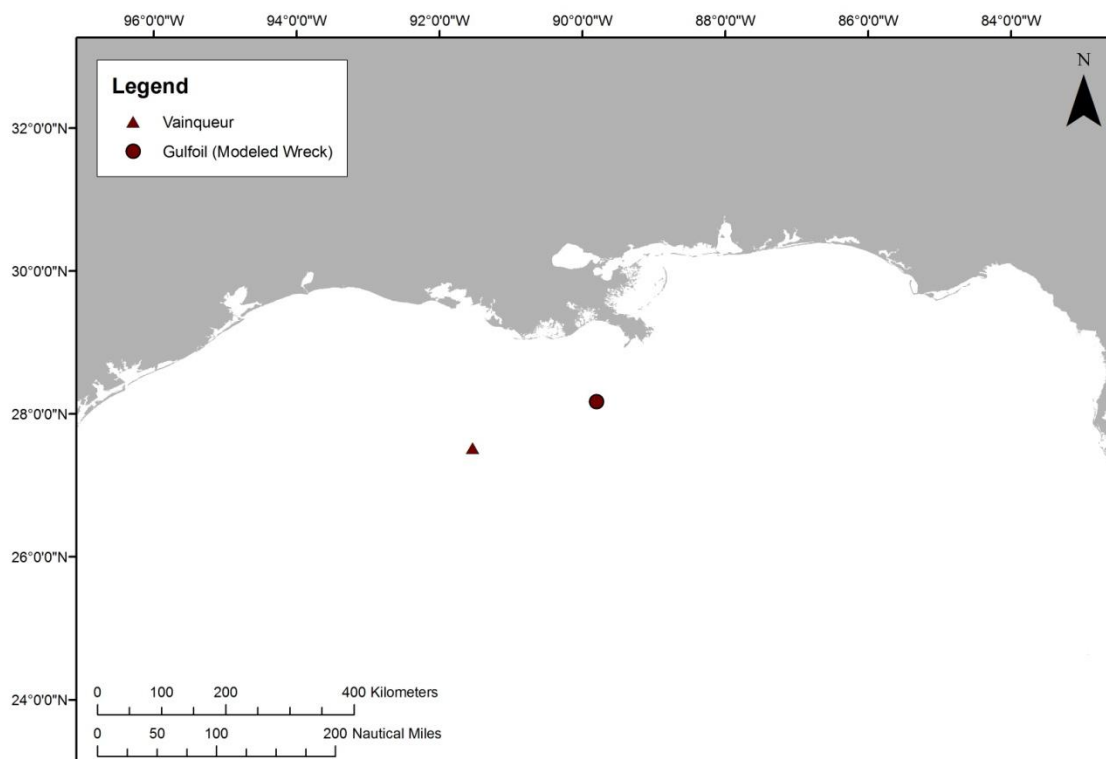 96°0'0"W 94°0'0"W 92°0'0"W 90°0'0"W 88°0'0"W 86°0'0"W 84°0'0"W
Legend
Vainqueur
Gulfoil (Modeled Wreck)
N
32°0'0"N
30°0'0"N
28°0'0"N
26°0'0"N
24°0'0"N
0 100 200 400 Kilometers
0 50 100 200 Nautical Miles